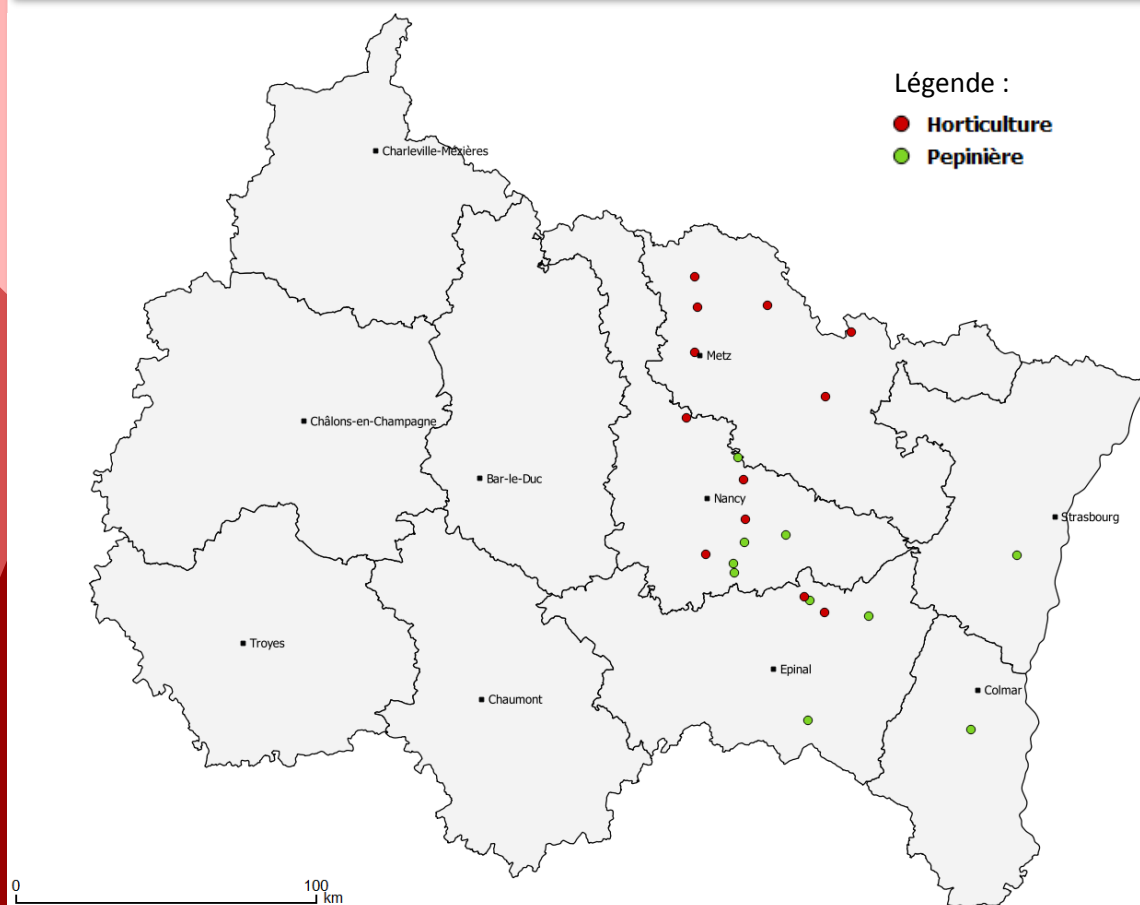 Légende :
Horticulture
Pepinière
Charleville-Mézières
Metz
Châlons-en-Champagne
Bar-le-Duc
Nancy
Strasbourg
Troyes
Epinal
Chaumont
Colmar
0 100
km